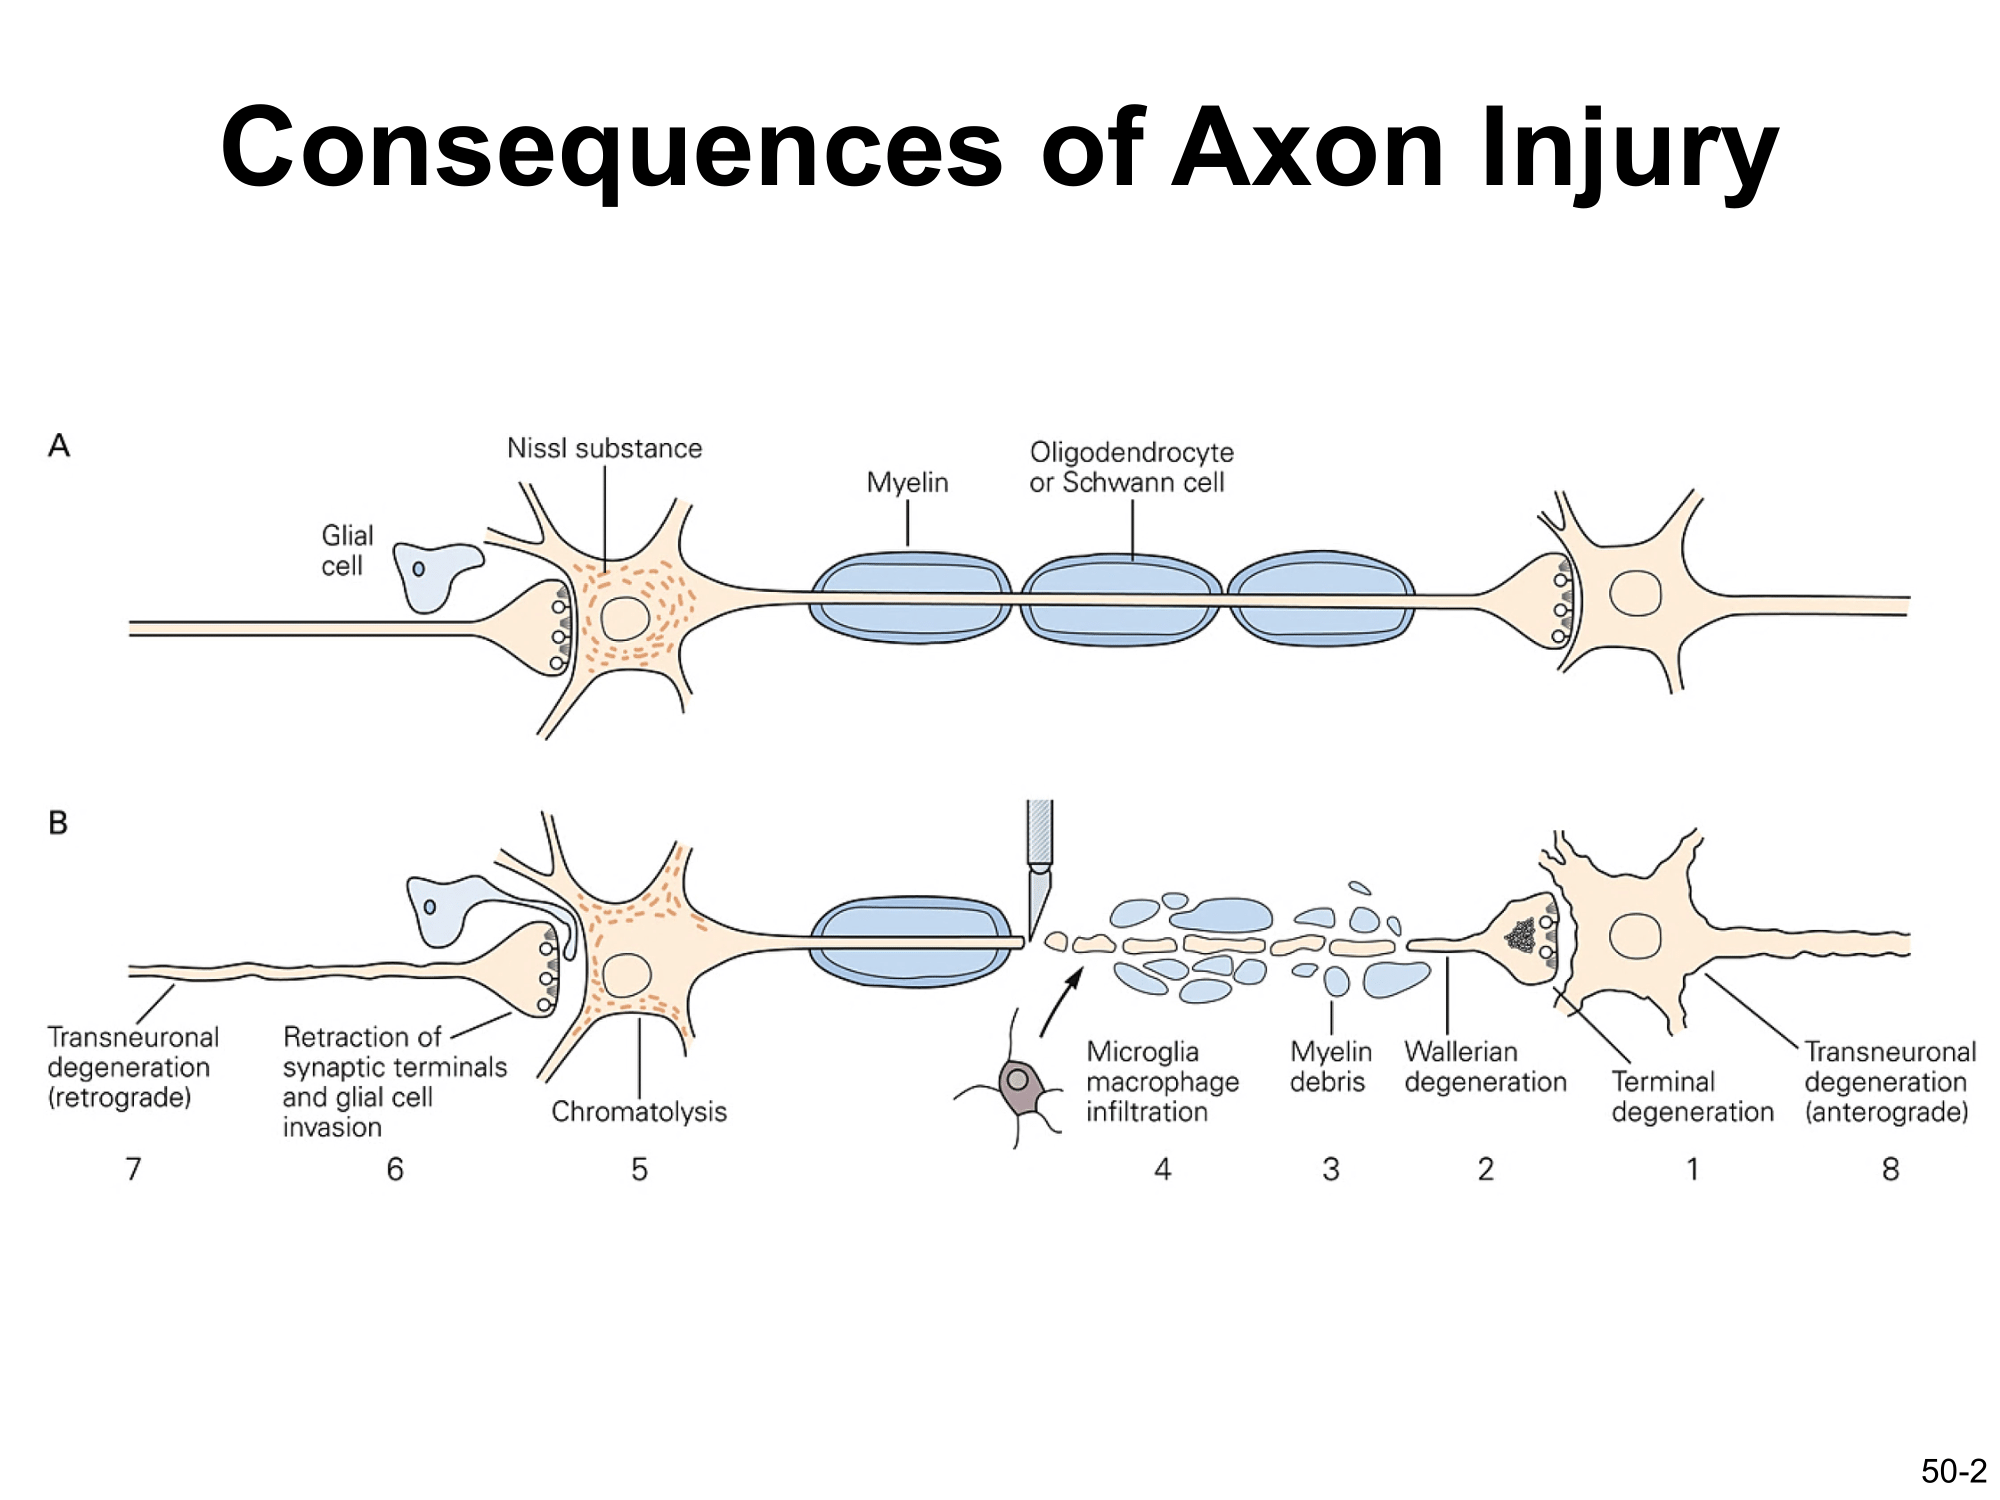 Consequences of Axon Injury
A
Nissl substance
Myelin
Oligodendrocyte
or Schwann cell
Glial
cell
B
Transneuronal
degeneration
(retrograde)
Retraction of
synaptic terminals
and glial cell
invasion
Chromatolysis
Microglia
macrophage
infiltration
Myelin
debris
Wallerian
degeneration
Terminal
degeneration
Transneuronal
degeneration
(anterograde)
7 6 5 4 3 2 1 8
50-2